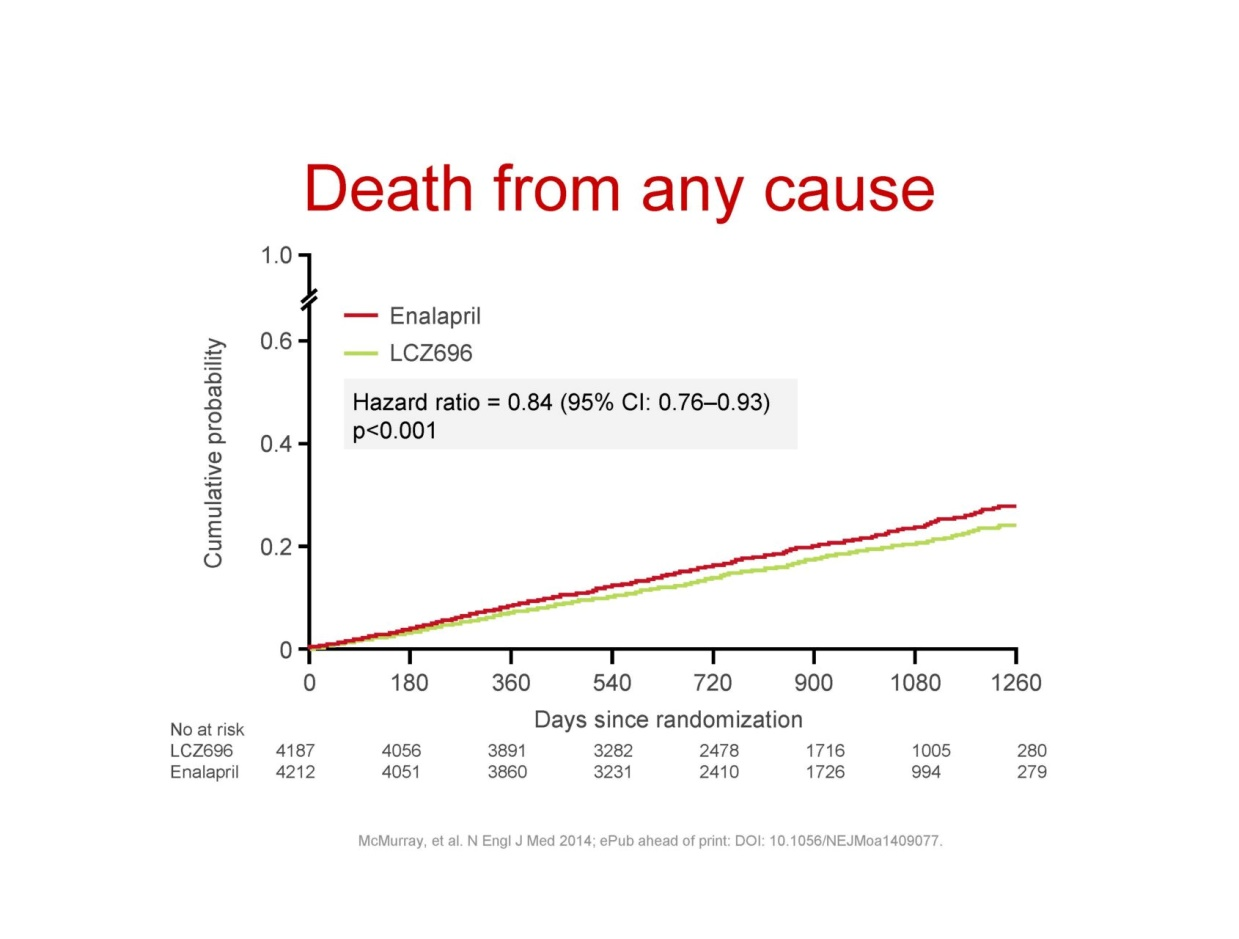 Death from any cause
1.0
0.6
0.4
0.2
0
Cumulative probability
Enalapril
LCZ696
Hazard ratio = 0.84 (95% CI: 0.76–0.93)
p<0.001
0 180 360 540 720 900 1080 1260
Days since randomization
No at risk
LCZ696 4187 4056 3891 3282 2478 1716 1005 280
Enalapril 4212 4051 3860 3231 2410 1726 994 279
McMurray, et al. N Engl J Med 2014; ePub ahead of print: DOI: 10.1056/NEJMoa1409077.